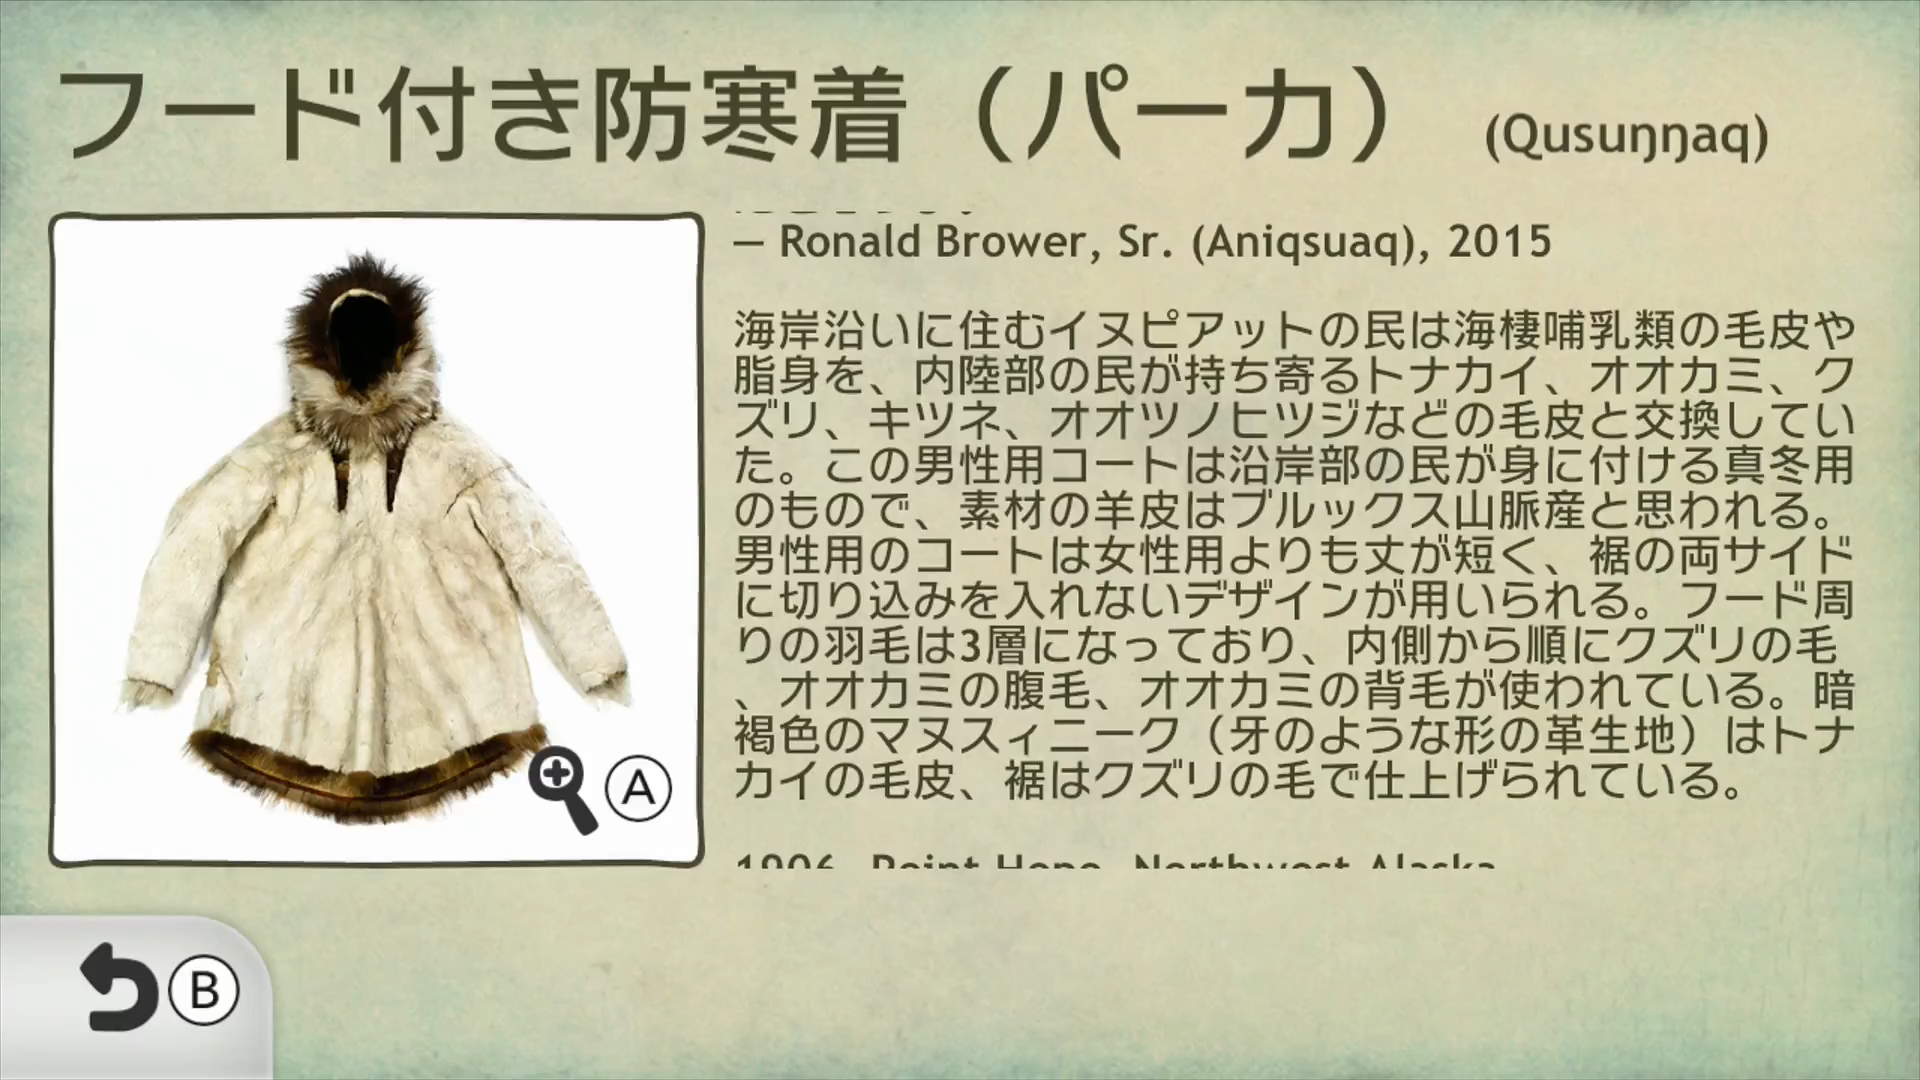 フード付き防寒着（パーカ） (Qusuŋŋaq)
— Ronald Brower, Sr. (Aniqsuaq), 2015
海岸沿いに住むイヌピアットの民は海棲哺乳類の毛皮や
脂身を、内陸部の民が持ち寄るトナカイ、オオカミ、ク
ズリ、キツネ、オオツノヒツジなどの毛皮と交換してい
た。この男性用コートは沿岸部の民が身に付ける真冬用
のもので、素材の羊皮はブルックス山脈産と思われる。
男性用のコートは女性用よりも丈が短く、裾の両サイド
に切り込みを入れないデザインが用いられる。フード周
りの羽毛は3層になっており、内側から順にクズリの毛
、オオカミの腹毛、オオカミの背毛が使われている。暗
褐色のマヌスィニーク（牙のような形の革生地）はトナ
カイの毛皮、裾はクズリの毛で仕上げられている。
1906, Point Hope, Northwest Alaska
A
B